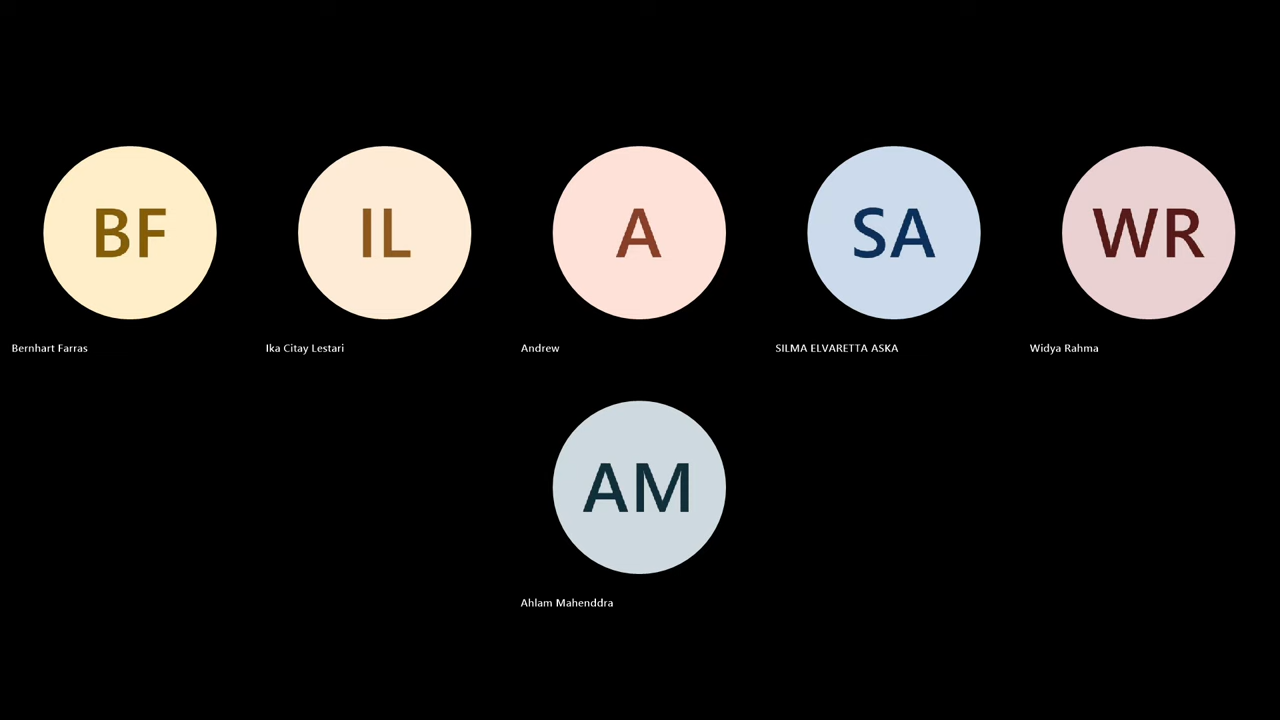 BF
IL
A
SA
WR
Bernhart Farras
Ika Citay Lestari
Andrew
SILMA ELVARETTA ASKA
Widya Rahma
AM
Ahlam Mahenddra